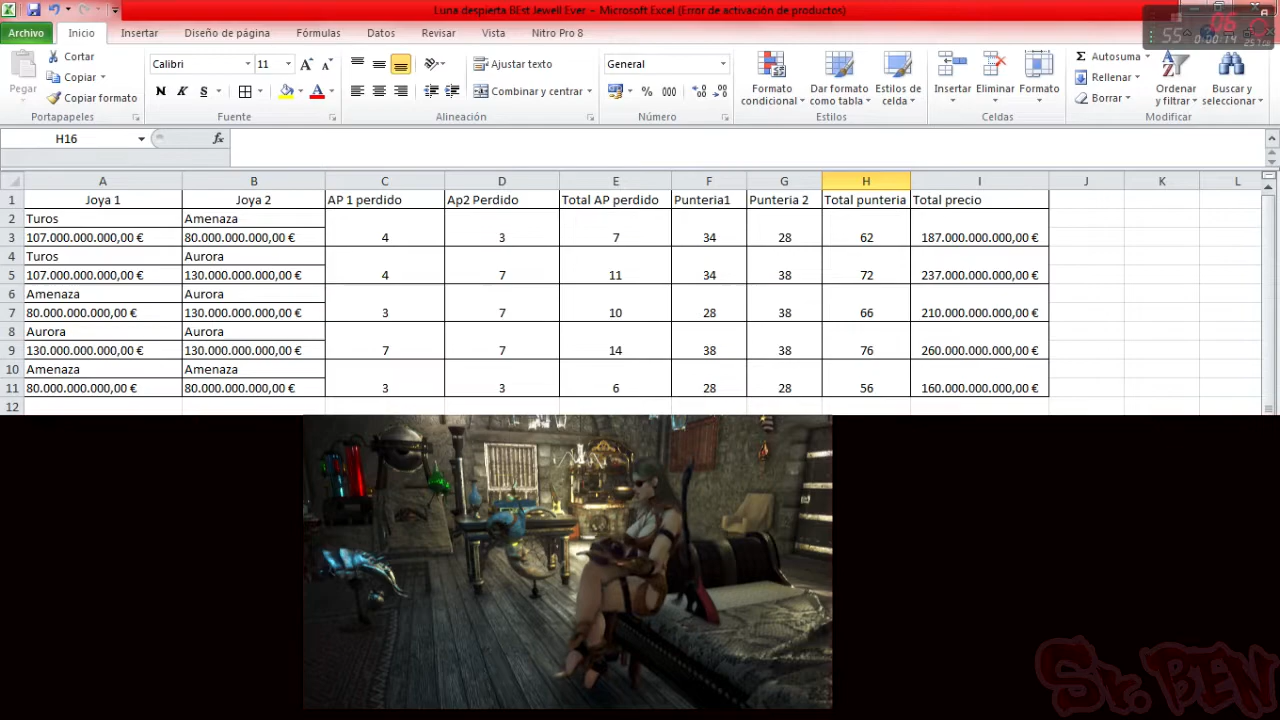 Luna despierta BEst Jewell Ever - Microsoft Excel (Error de activación de productos)
Archivo Inicio Insertar Diseño de página Fórmulas Datos Revisar Vista Nitro Pro 8
55 06 0:00:14
Pegar
Cortar
Copiar
Copiar formato
Portapapeles
Calibri 11
N K S
Fuente
Ajustar texto
Combinar y centrar
Alineación
General
% 000
Número
Formato condicional
Dar formato como tabla
Estilos de celda
Estilos
Insertar Eliminar Formato
Celdas
Σ Autosuma
Rellenar
Borrar
Ordenar y filtrar
Buscar y seleccionar
Modificar
H16 fx
A B C D E F G H I J K L
1 Joya 1 Joya 2 AP 1 perdido Ap2 Perdido Total AP perdido Punteria1 Punteria 2 Total punteria Total precio
2 Turos Amenaza
3 107.000.000.000,00 € 80.000.000.000,00 € 4 3 7 34 28 62 187.000.000.000,00 €
4 Turos Aurora
5 107.000.000.000,00 € 130.000.000.000,00 € 4 7 11 34 38 72 237.000.000.000,00 €
6 Amenaza Aurora
7 80.000.000.000,00 € 130.000.000.000,00 € 3 7 10 28 38 66 210.000.000.000,00 €
8 Aurora Aurora
9 130.000.000.000,00 € 130.000.000.000,00 € 7 7 14 38 38 76 260.000.000.000,00 €
10 Amenaza Amenaza
11 80.000.000.000,00 € 80.000.000.000,00 € 3 3 6 28 28 56 160.000.000.000,00 €
12
Sr. BEN